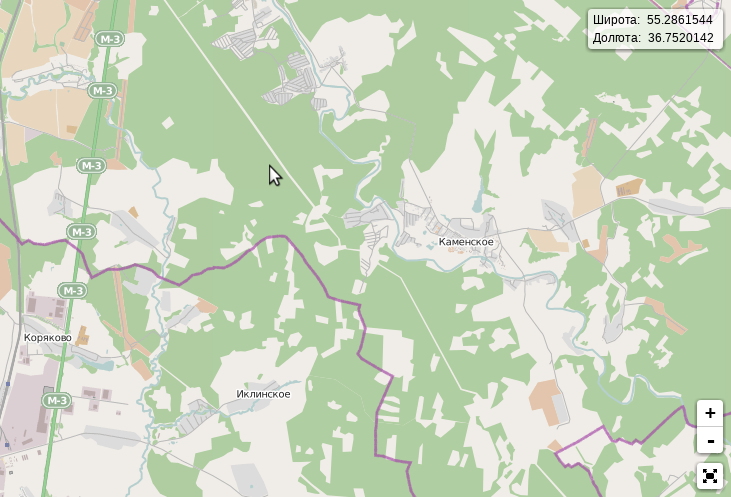 Широта: 55.2861544
Долгота: 36.7520142
М-3
М-3
М-3
М-3
Каменское
М-3
Коряково
Иклинское
М-3
+
-